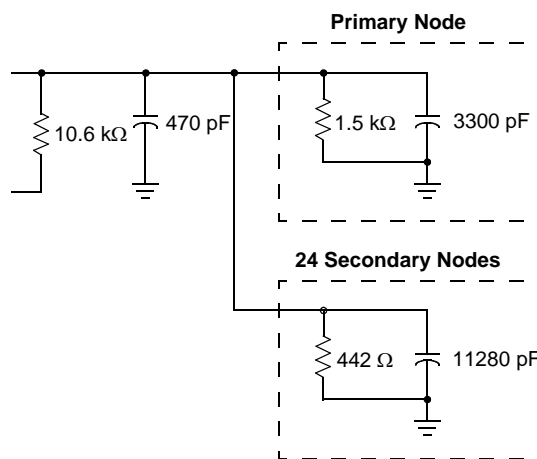 Primary Node
10.6 kΩ
470 pF
1.5 kΩ
3300 pF
24 Secondary Nodes
442 Ω
11280 pF